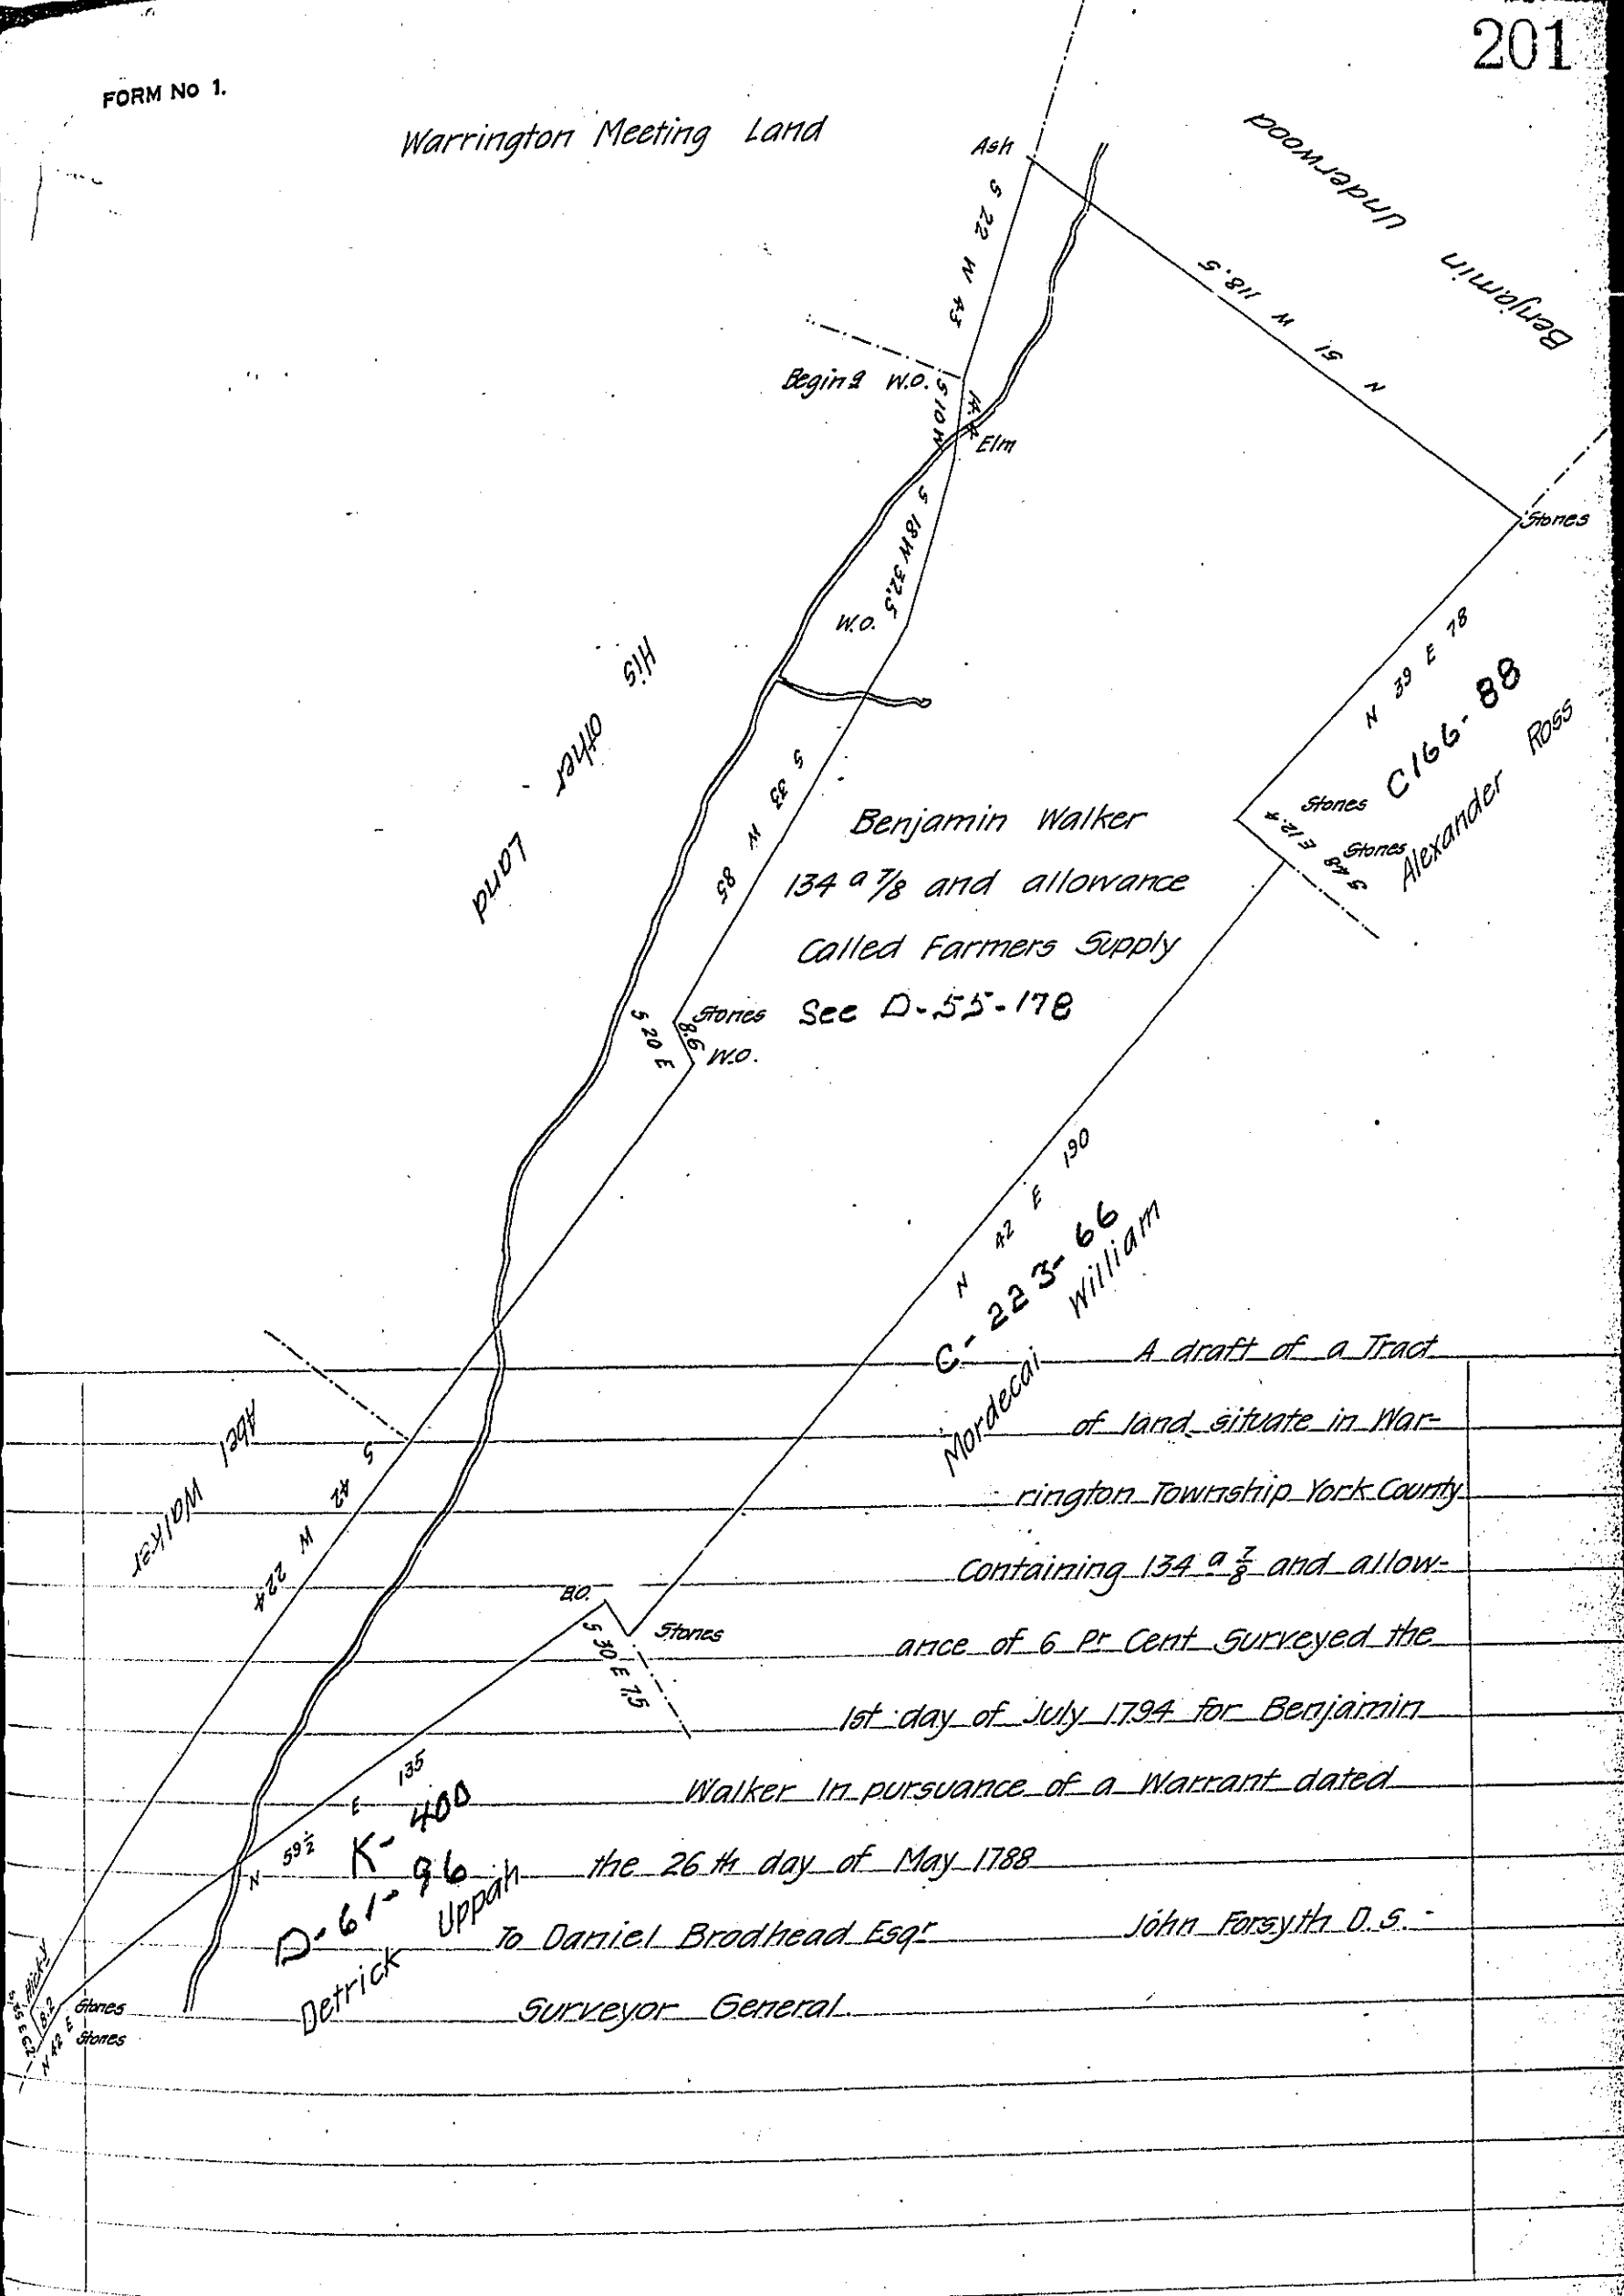 201
FORM No 1.
Warrington Meeting Land
Ash
Benjamin Underwood
S 22 W 43
N 51 W 118.5
Begin g W.O.
S 10 W
Elm
Stones
S 18 W 32.5
W.O.
N 39 E 78
His other Land
C166-88
Alexander Ross
Stones
S 48 E 12.4
Stones
S 33 W 85
Benjamin Walker
134 a 7/8 and allowance
Called Farmers Supply
See D-55-178
Stones
S 20 E 8.6
W.O.
N 42 E 190
C-223-66
Mordecai William
Abel Walker
S 42 W 224
B.O.
Stones
S 30 E 7.5
N 59½ E 135
K-400
D-61-96
Detrick Uppah
A draft of a Tract
of land situate in War-
rington Township York County
Containing 134 a 7/8 and allow-
ance of 6 Pr Cent Surveyed the
1st day of July 1794 for Benjamin
Walker In pursuance of a Warrant dated
the 26 th day of May 1788
To Daniel Brodhead Esqr
John Forsyth D.S.
Surveyor General.
Hicky
Stones
Stones
N 42 E